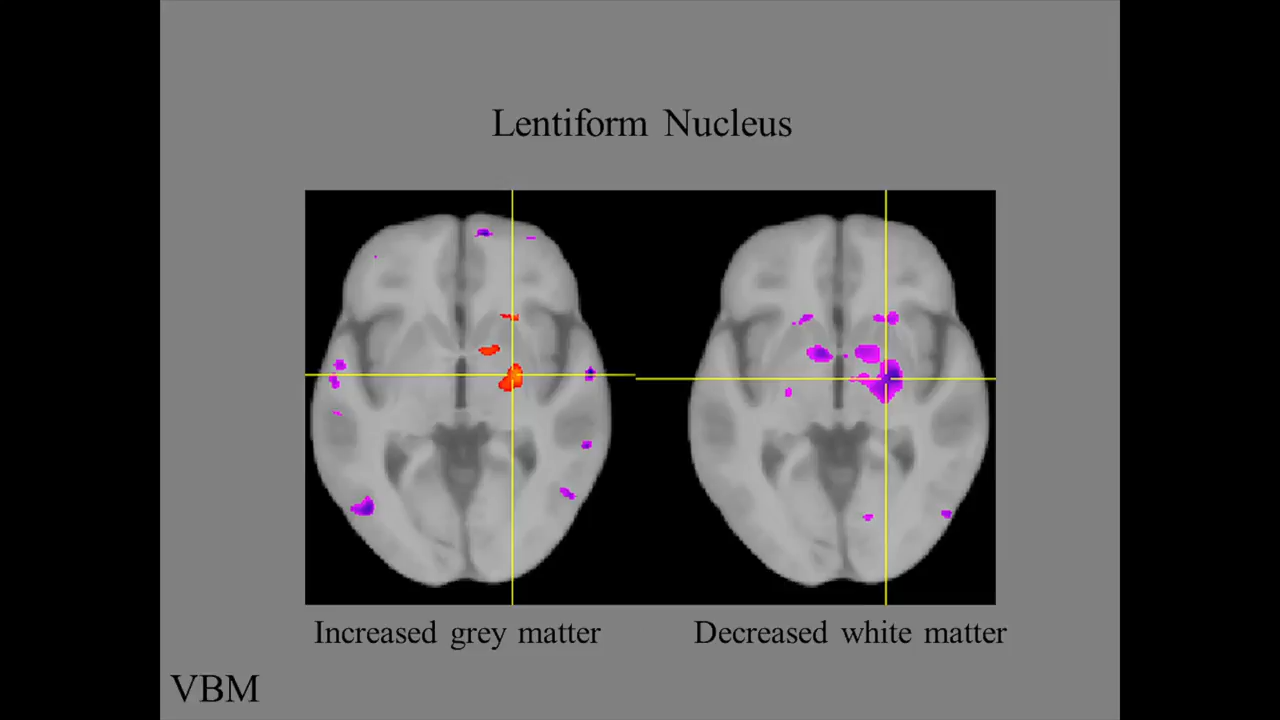 Lentiform Nucleus
Increased grey matter
Decreased white matter
VBM